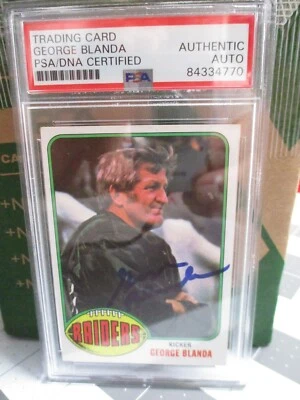 TRADING CARD
GEORGE BLANDA
PSA/DNA CERTIFIED
AUTHENTIC
AUTO
84334770
PSA
RAIDERS
KICKER
GEORGE BLANDA